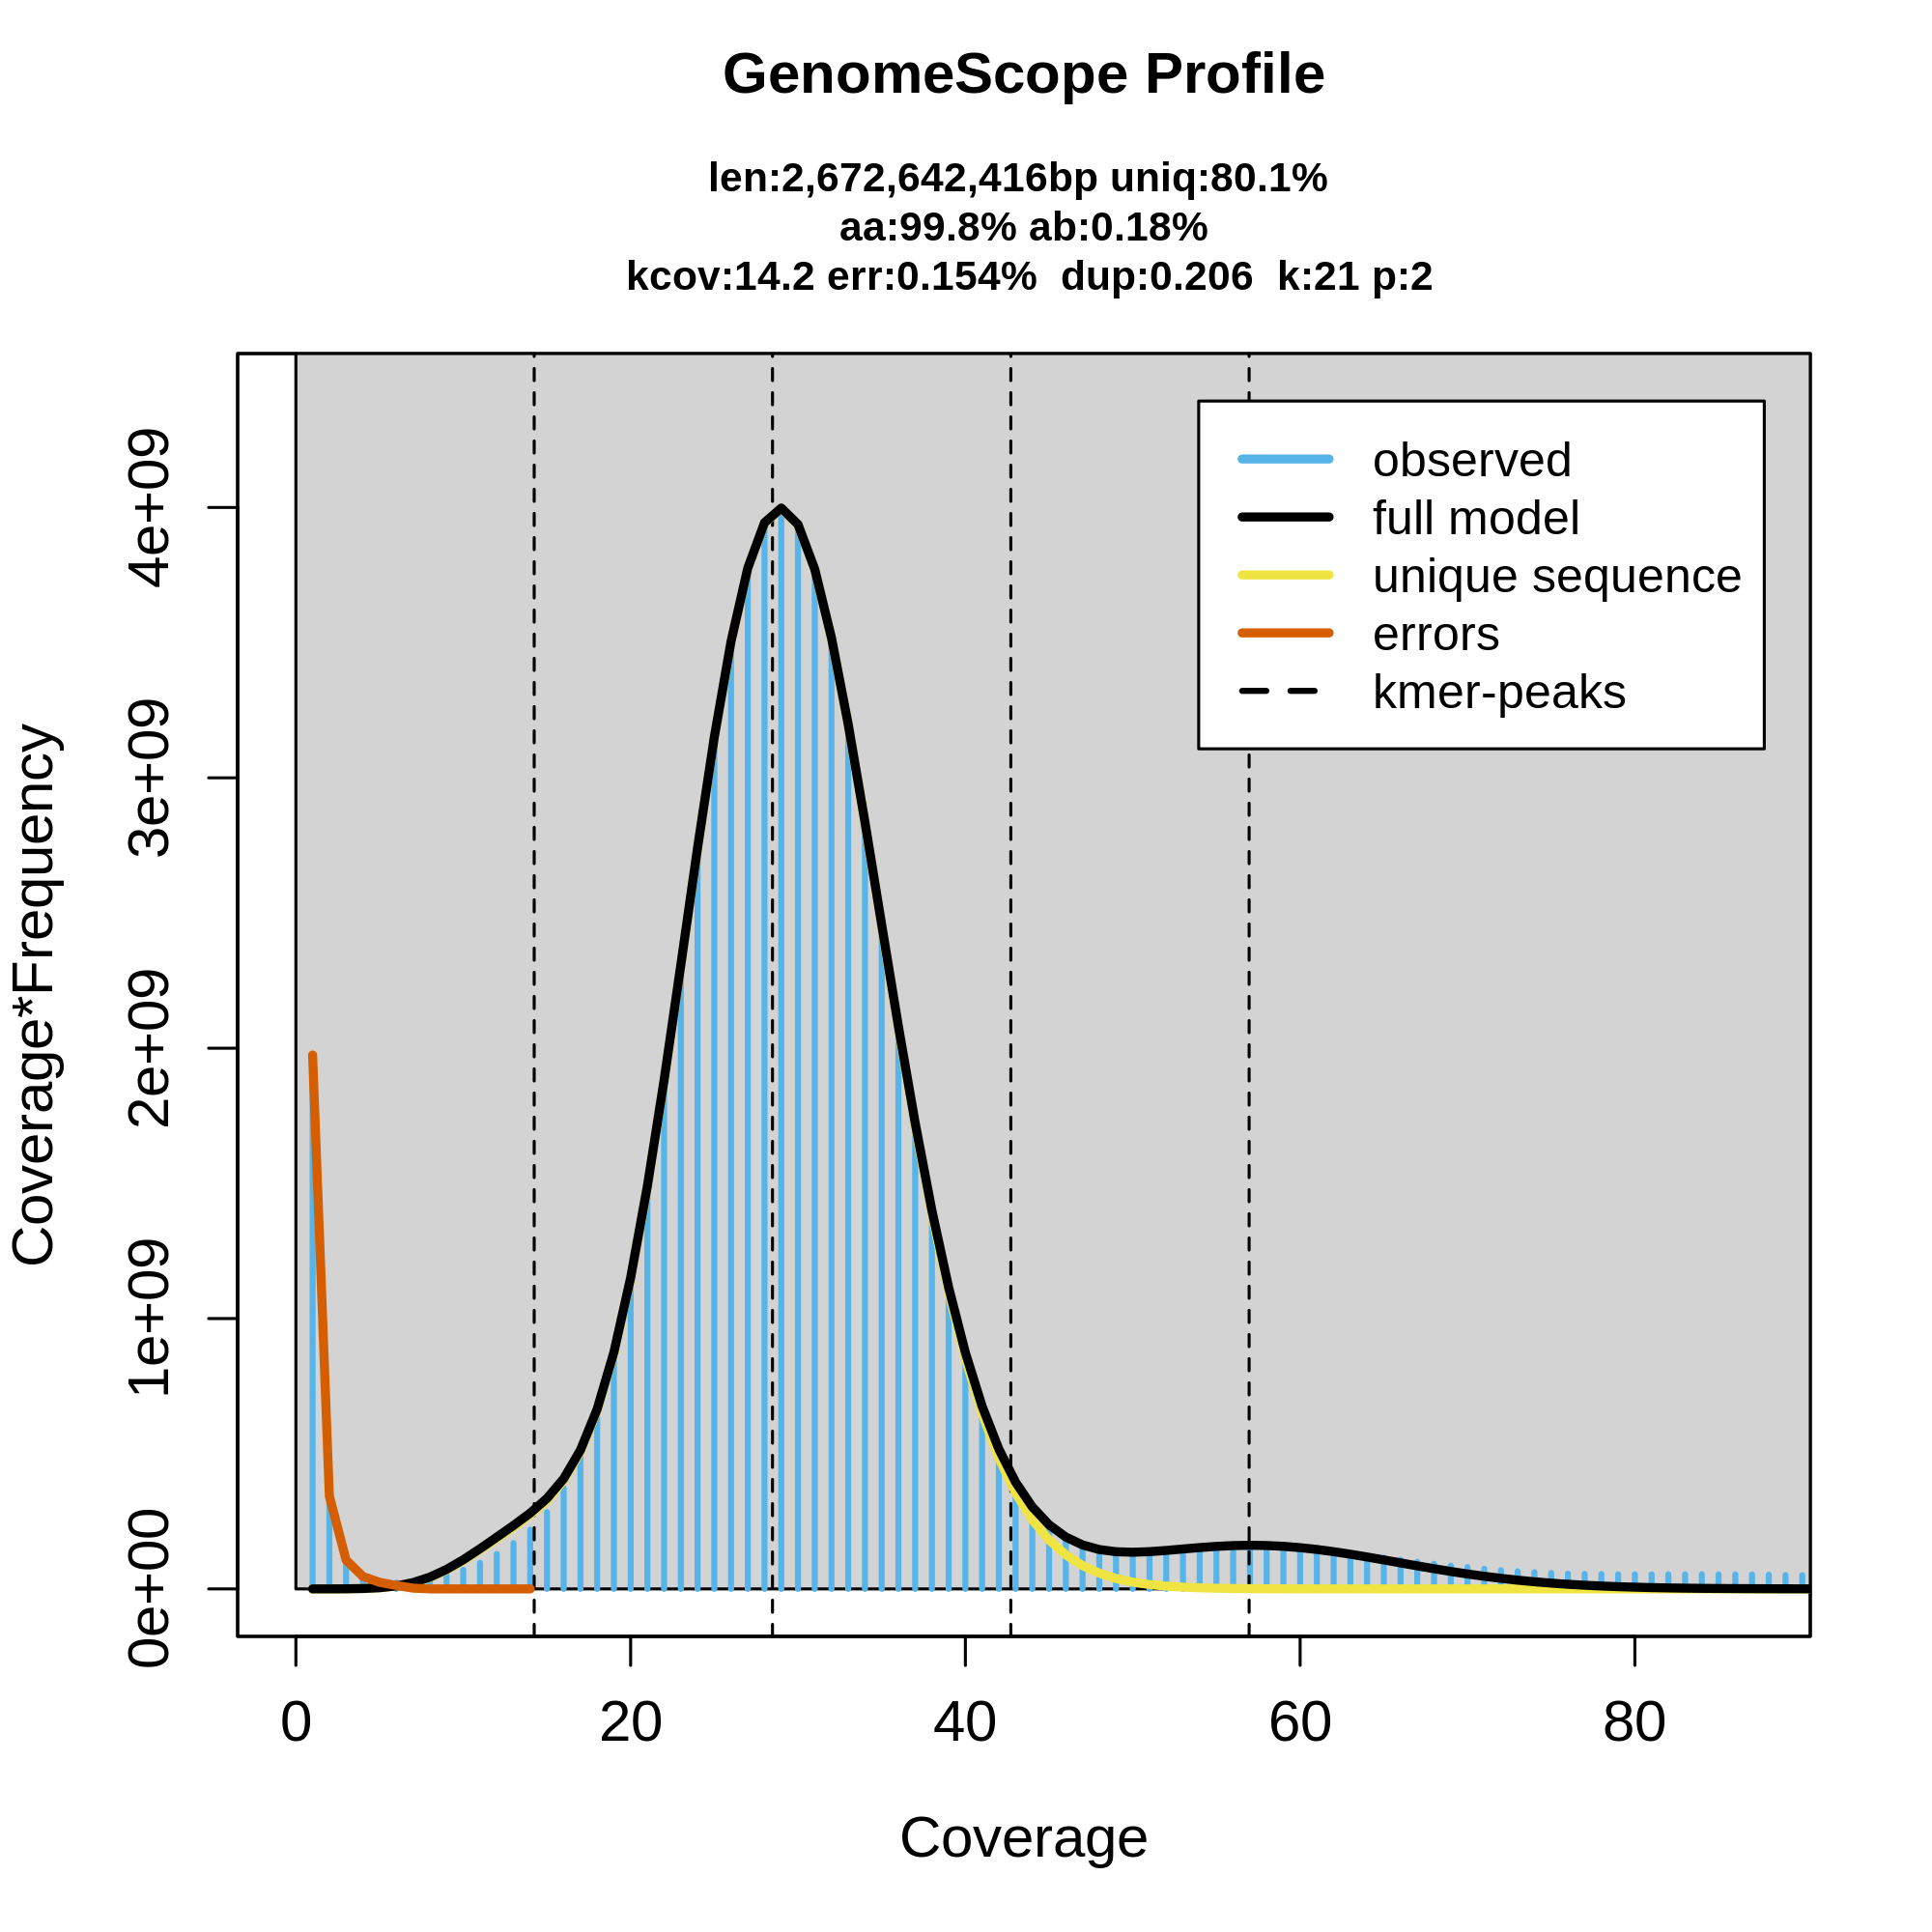 GenomeScope Profile
len:2,672,642,416bp uniq:80.1%
aa:99.8% ab:0.18%
kcov:14.2 err:0.154%  dup:0.206  k:21 p:2
observed
full model
unique sequence
errors
kmer-peaks
Coverage*Frequency
4e+09
3e+09
2e+09
1e+09
0e+00
0 20 40 60 80
Coverage